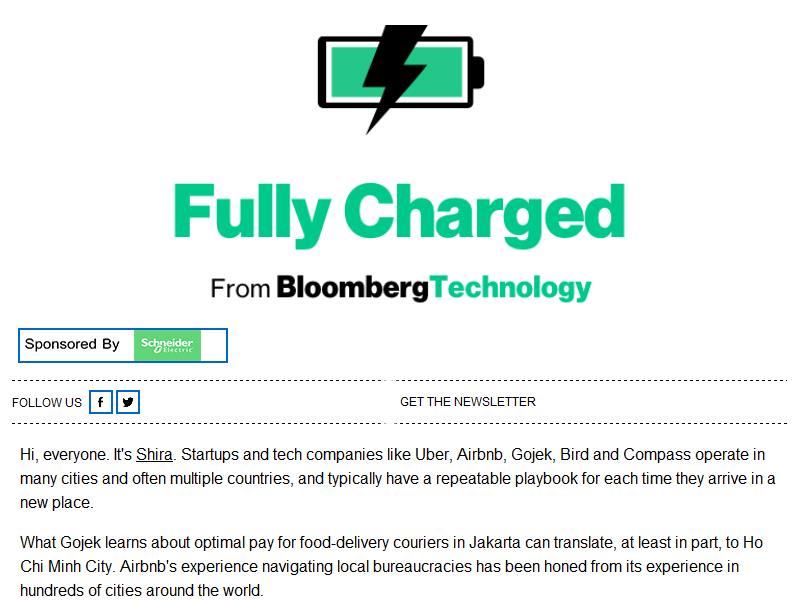 Fully Charged
From BloombergTechnology
Sponsored By Schneider Electric
FOLLOW US
GET THE NEWSLETTER
Hi, everyone. It's Shira. Startups and tech companies like Uber, Airbnb, Gojek, Bird and Compass operate in
many cities and often multiple countries, and typically have a repeatable playbook for each time they arrive in a
new place.
What Gojek learns about optimal pay for food-delivery couriers in Jakarta can translate, at least in part, to Ho
Chi Minh City. Airbnb's experience navigating local bureaucracies has been honed from its experience in
hundreds of cities around the world.